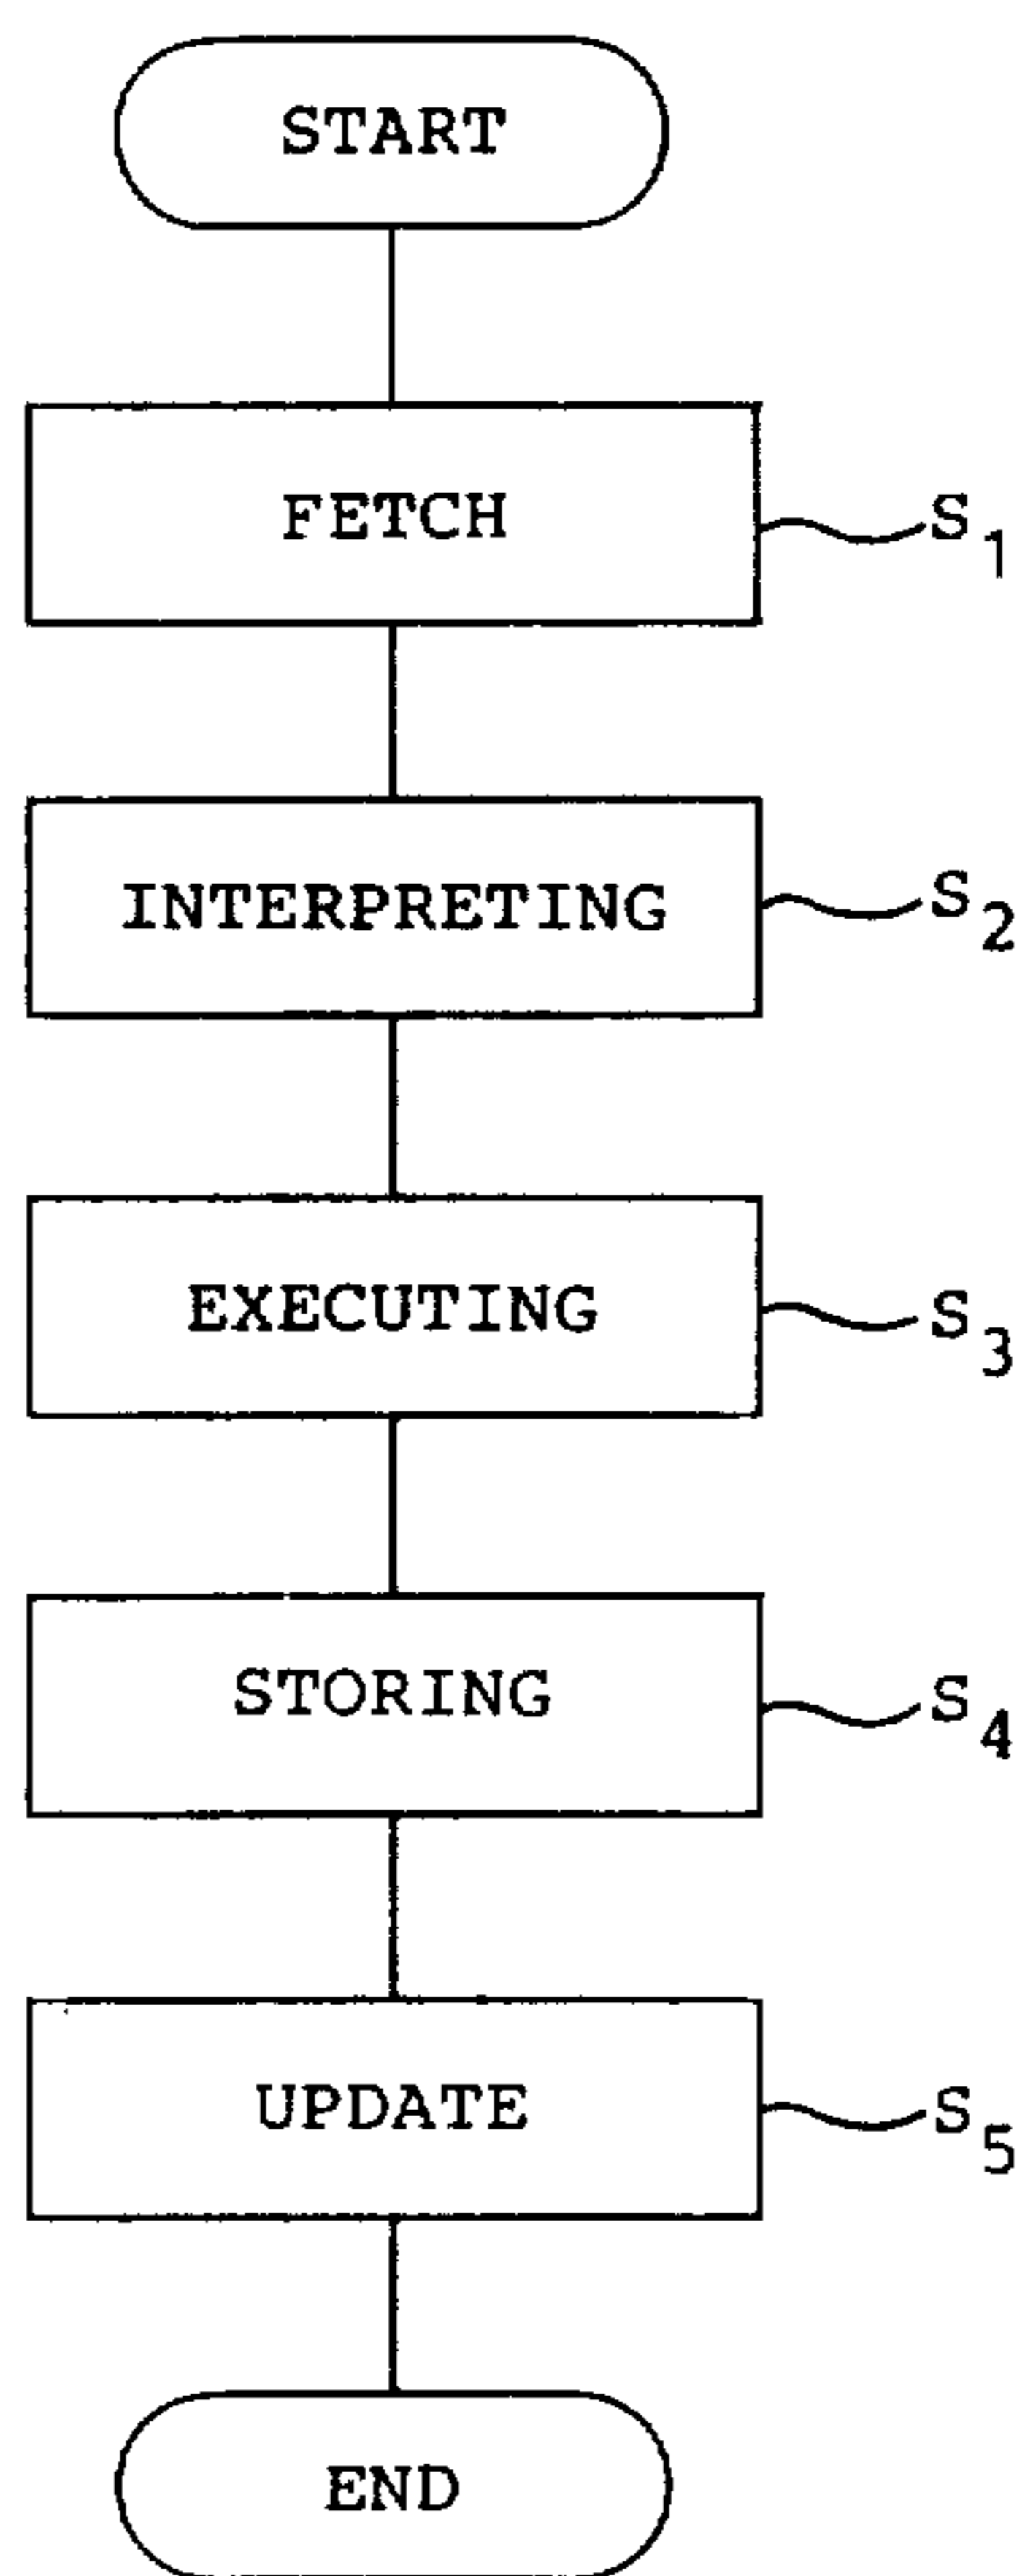 START
FETCH S1
INTERPRETING S2
EXECUTING S3
STORING S4
UPDATE S5
END